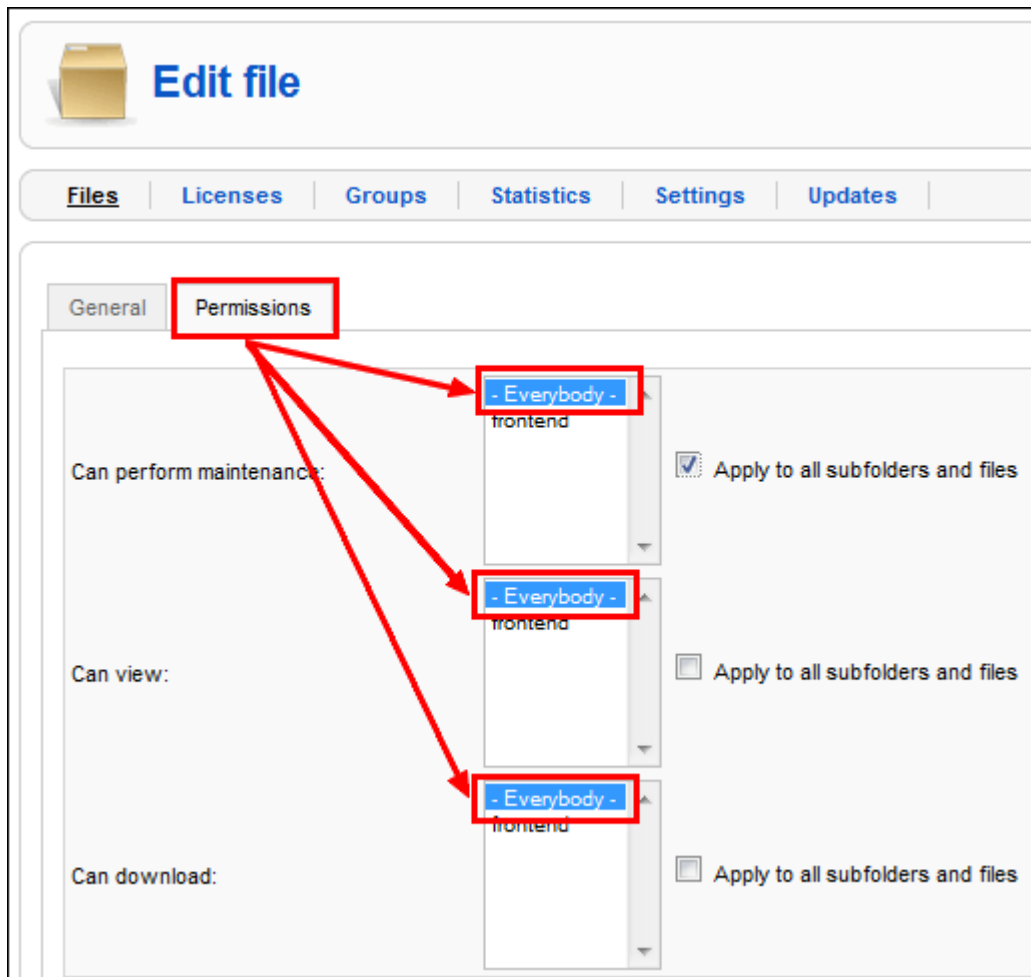 Edit file
Files Licenses Groups Statistics Settings Updates
General Permissions
- Everybody -
frontend
Can perform maintenance:
Apply to all subfolders and files
- Everybody -
frontend
Can view:
Apply to all subfolders and files
- Everybody -
frontend
Can download:
Apply to all subfolders and files